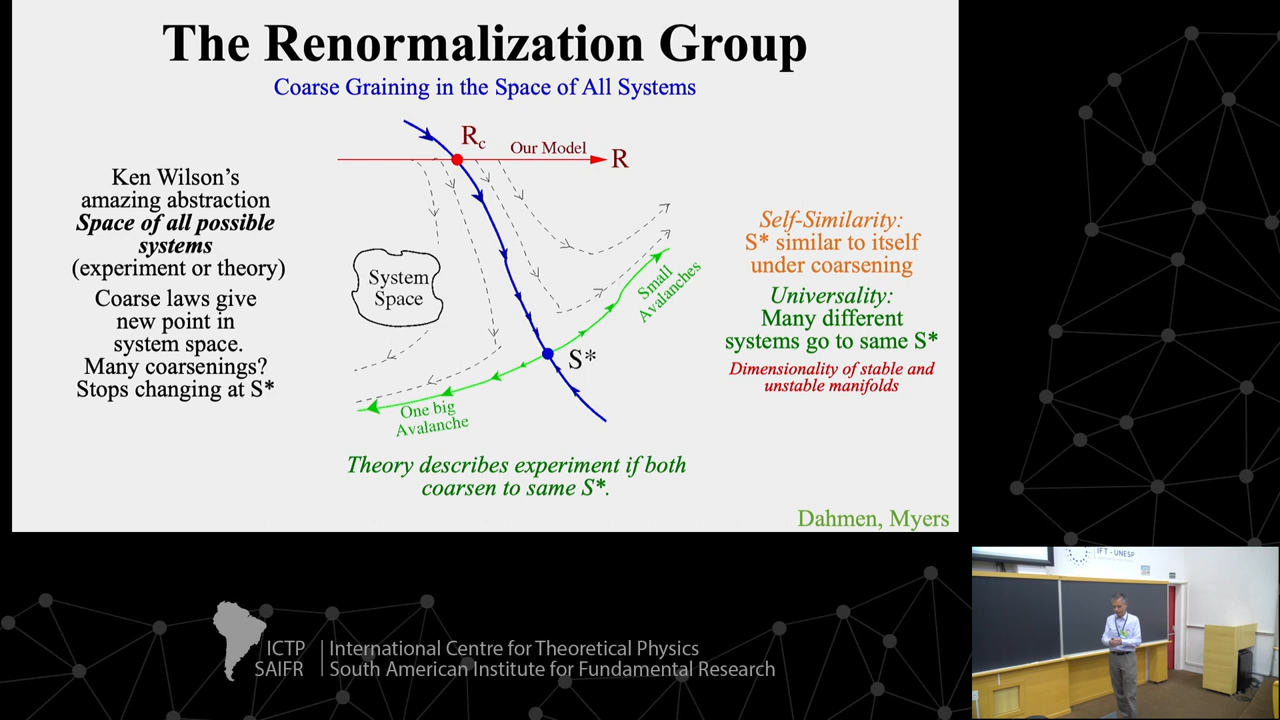 The Renormalization Group
Coarse Graining in the Space of All Systems
Ken Wilson's
amazing abstraction
Space of all possible
systems
(experiment or theory)
Coarse laws give
new point in
system space.
Many coarsenings?
Stops changing at S*
Rc
Our Model
R
System
Space
Small
Avalanches
S*
One big
Avalanche
Self-Similarity:
S* similar to itself
under coarsening
Universality:
Many different
systems go to same S*
Dimensionality of stable and
unstable manifolds
Theory describes experiment if both
coarsen to same S*.
Dahmen, Myers
IFT - UNESP
ICTP
SAIFR
International Centre for Theoretical Physics
South American Institute for Fundamental Research